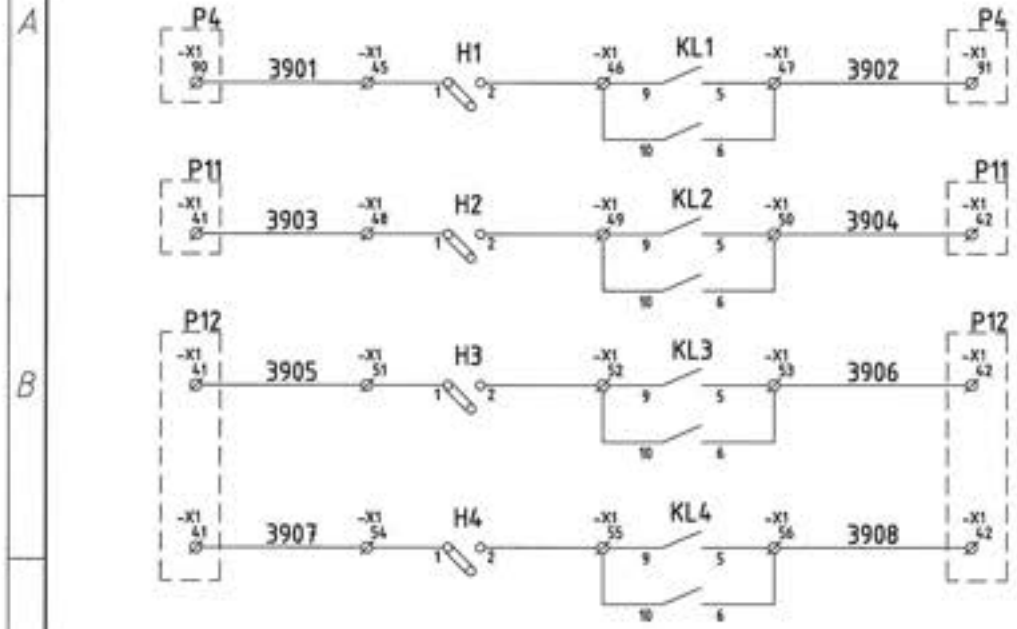 A
P4 P4
-X1 90 3901 -X1 45 H1 -X1 46 KL1 -X1 47 3902 -X1 91
1 2 9 5
10 6
P11 P11
-X1 41 3903 -X1 48 H2 -X1 49 KL2 -X1 50 3904 -X1 42
1 2 9 5
10 6
P12 P12
B
-X1 41 3905 -X1 51 H3 -X1 52 KL3 -X1 53 3906 -X1 42
1 2 9 5
10 6
-X1 41 3907 -X1 54 H4 -X1 55 KL4 -X1 56 3908 -X1 42
1 2 9 5
10 6